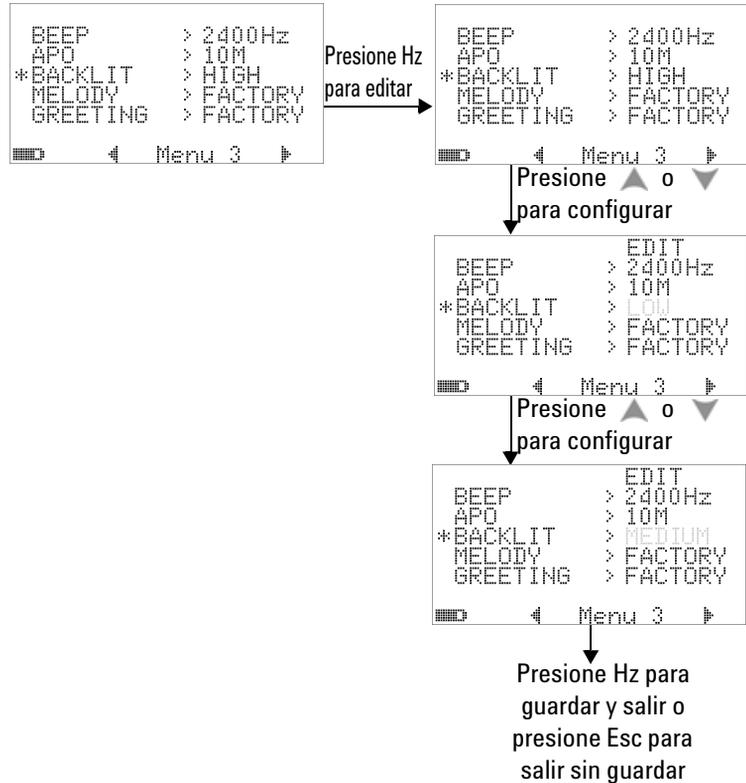 BEEP > 2400Hz
APO > 10M
*BACKLIT > HIGH
MELODY > FACTORY
GREETING > FACTORY
Menu 3
Presione Hz
para editar
BEEP > 2400Hz
APO > 10M
*BACKLIT > HIGH
MELODY > FACTORY
GREETING > FACTORY
Menu 3
Presione o
para configurar
EDIT
BEEP > 2400Hz
APO > 10M
*BACKLIT > LOW
MELODY > FACTORY
GREETING > FACTORY
Menu 3
Presione o
para configurar
EDIT
BEEP > 2400Hz
APO > 10M
*BACKLIT > MEDIUM
MELODY > FACTORY
GREETING > FACTORY
Menu 3
Presione Hz para
guardar y salir o
presione Esc para
salir sin guardar